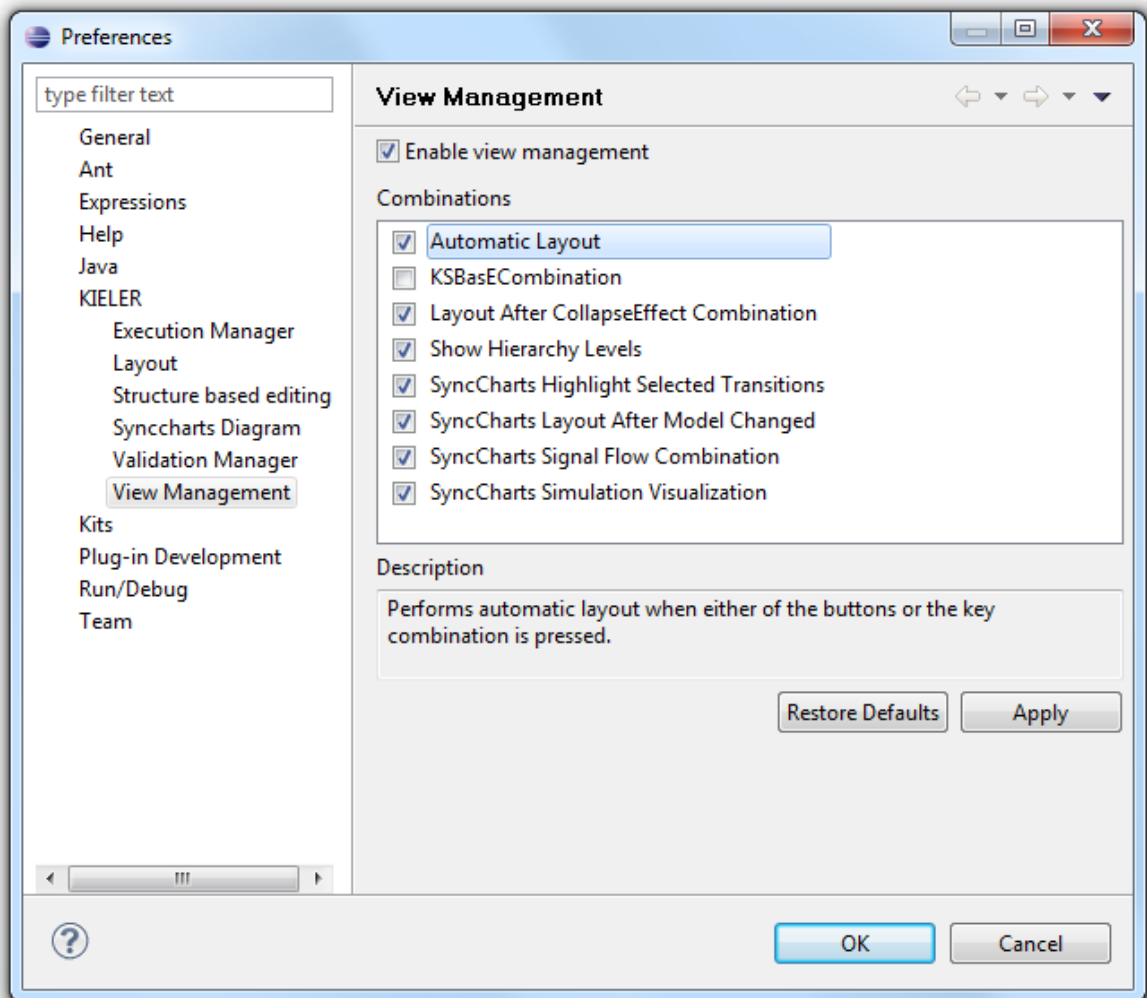 Preferences
type filter text
General
Ant
Expressions
Help
Java
KIELER
Execution Manager
Layout
Structure based editing
Synccharts Diagram
Validation Manager
View Management
Kits
Plug-in Development
Run/Debug
Team
View Management
Enable view management
Combinations
Automatic Layout
KSBasECombination
Layout After CollapseEffect Combination
Show Hierarchy Levels
SyncCharts Highlight Selected Transitions
SyncCharts Layout After Model Changed
SyncCharts Signal Flow Combination
SyncCharts Simulation Visualization
Description
Performs automatic layout when either of the buttons or the key
combination is pressed.
Restore Defaults
Apply
OK
Cancel